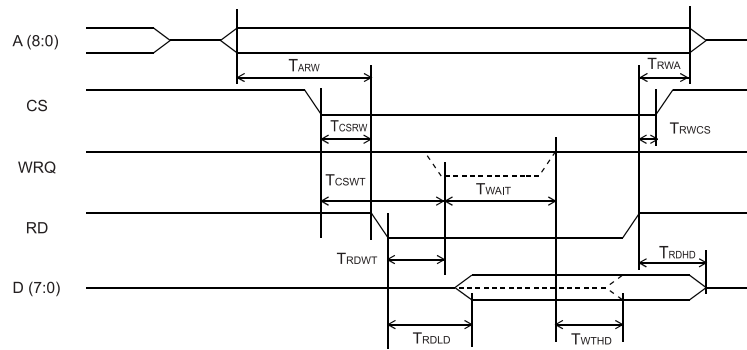 A (8:0)
TARW
TRWA
CS
TCSRW
TRWCS
WRQ
TCSWT
TWAIT
RD
TRDWT
TRDHD
D (7:0)
TRDLD
TWTHD